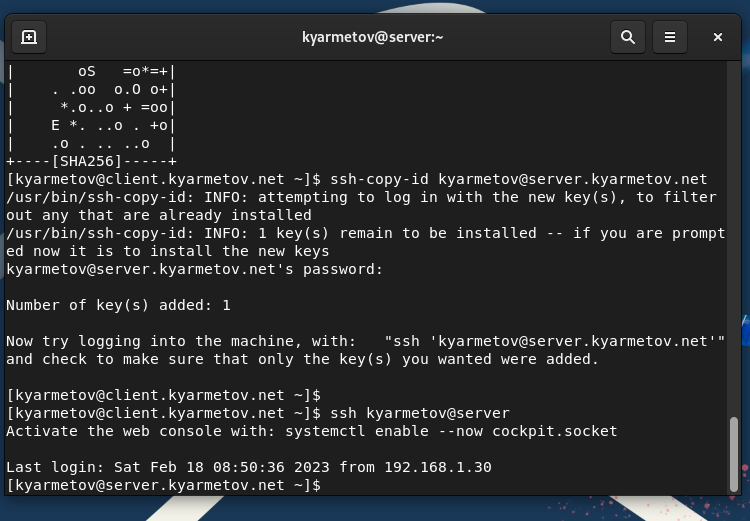 kyarmetov@server:~
|       oS   =o*=+|
|    . .oo  o.O o+|
|     *.o..o + =oo|
|    E *. ..o . +o|
|    .o . .. ..o  |
+----[SHA256]-----+
[kyarmetov@client.kyarmetov.net ~]$ ssh-copy-id kyarmetov@server.kyarmetov.net
/usr/bin/ssh-copy-id: INFO: attempting to log in with the new key(s), to filter
out any that are already installed
/usr/bin/ssh-copy-id: INFO: 1 key(s) remain to be installed -- if you are prompt
ed now it is to install the new keys
kyarmetov@server.kyarmetov.net's password:
Number of key(s) added: 1
Now try logging into the machine, with:   "ssh 'kyarmetov@server.kyarmetov.net'"
and check to make sure that only the key(s) you wanted were added.
[kyarmetov@client.kyarmetov.net ~]$
[kyarmetov@client.kyarmetov.net ~]$ ssh kyarmetov@server
Activate the web console with: systemctl enable --now cockpit.socket
Last login: Sat Feb 18 08:50:36 2023 from 192.168.1.30
[kyarmetov@server.kyarmetov.net ~]$